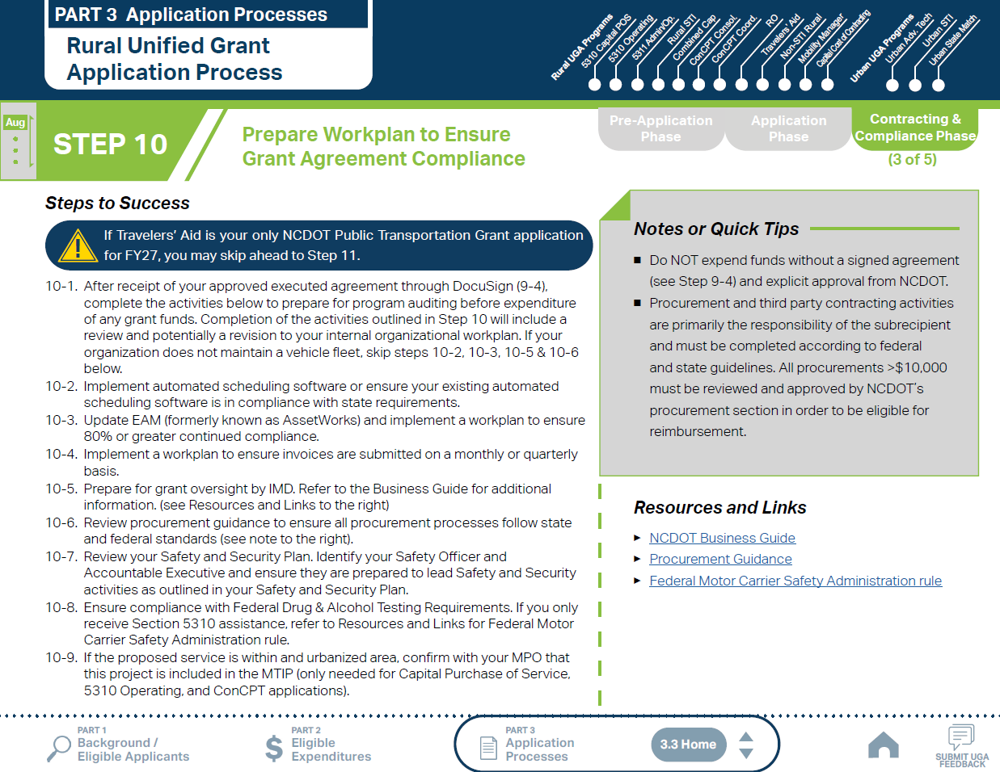 PART 3 Application Processes
Rural Unified Grant
Application Process
Rural UGA Programs
5310 Capital POS
5310 Operating
5311 Admin/Op.
Rural STI
Combined Cap
ConCPT Consol.
ConCPT Coord.
RO
Travelers' Aid
Non-STI Rural
Mobility Manager
Capital Cost of Contracting
Urban UGA Programs
Urban Adv. Tech
Urban STI
Urban State Match
Aug
STEP 10
Prepare Workplan to Ensure
Grant Agreement Compliance
Pre-Application
Phase
Application
Phase
Contracting &
Compliance Phase
(3 of 5)
Steps to Success
If Travelers' Aid is your only NCDOT Public Transportation Grant application
for FY27, you may skip ahead to Step 11.
10-1. After receipt of your approved executed agreement through DocuSign (9-4),
complete the activities below to prepare for program auditing before expenditure
of any grant funds. Completion of the activities outlined in Step 10 will include a
review and potentially a revision to your internal organizational workplan. If your
organization does not maintain a vehicle fleet, skip steps 10-2, 10-3, 10-5 & 10-6
below.
10-2. Implement automated scheduling software or ensure your existing automated
scheduling software is in compliance with state requirements.
10-3. Update EAM (formerly known as AssetWorks) and implement a workplan to ensure
80% or greater continued compliance.
10-4. Implement a workplan to ensure invoices are submitted on a monthly or quarterly
basis.
10-5. Prepare for grant oversight by IMD. Refer to the Business Guide for additional
information. (see Resources and Links to the right)
10-6. Review procurement guidance to ensure all procurement processes follow state
and federal standards (see note to the right).
10-7. Review your Safety and Security Plan. Identify your Safety Officer and
Accountable Executive and ensure they are prepared to lead Safety and Security
activities as outlined in your Safety and Security Plan.
10-8. Ensure compliance with Federal Drug & Alcohol Testing Requirements. If you only
receive Section 5310 assistance, refer to Resources and Links for Federal Motor
Carrier Safety Administration rule.
10-9. If the proposed service is within and urbanized area, confirm with your MPO that
this project is included in the MTIP (only needed for Capital Purchase of Service,
5310 Operating, and ConCPT applications).
Notes or Quick Tips
■ Do NOT expend funds without a signed agreement
(see Step 9-4) and explicit approval from NCDOT.
■ Procurement and third party contracting activities
are primarily the responsibility of the subrecipient
and must be completed according to federal
and state guidelines. All procurements >$10,000
must be reviewed and approved by NCDOT's
procurement section in order to be eligible for
reimbursement.
Resources and Links
► NCDOT Business Guide
► Procurement Guidance
► Federal Motor Carrier Safety Administration rule
PART 1
Background /
Eligible Applicants
PART 2
Eligible
Expenditures
PART 3
Application
Processes
3.3 Home
SUBMIT UGA
FEEDBACK